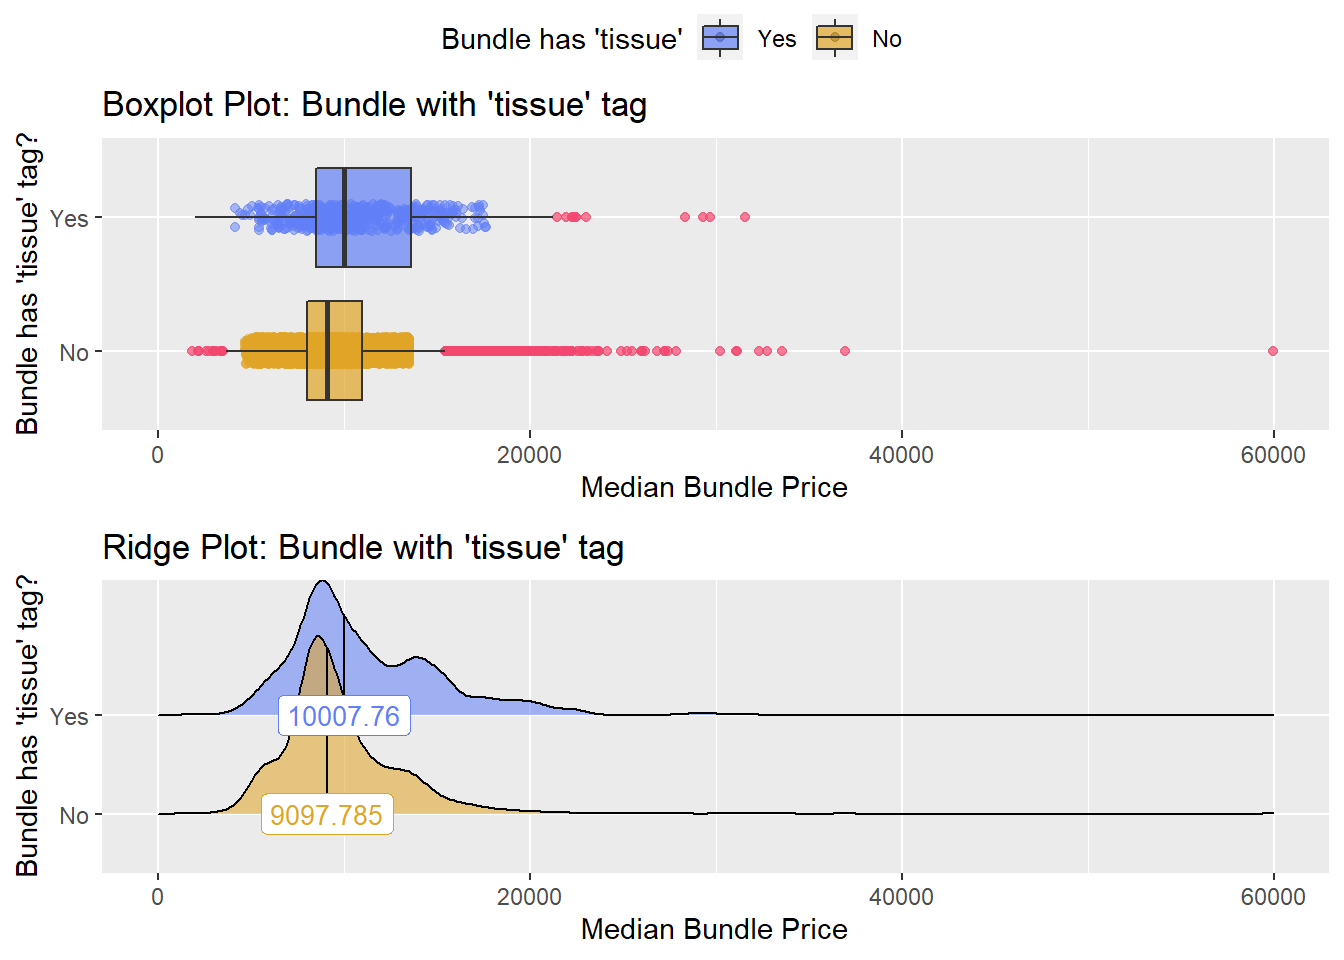 Bundle has 'tissue' Yes No
Boxplot Plot: Bundle with 'tissue' tag
Bundle has 'tissue' tag?
Yes
No
0 20000 40000 60000
Median Bundle Price
Ridge Plot: Bundle with 'tissue' tag
Bundle has 'tissue' tag?
Yes
10007.76
No
9097.785
0 20000 40000 60000
Median Bundle Price